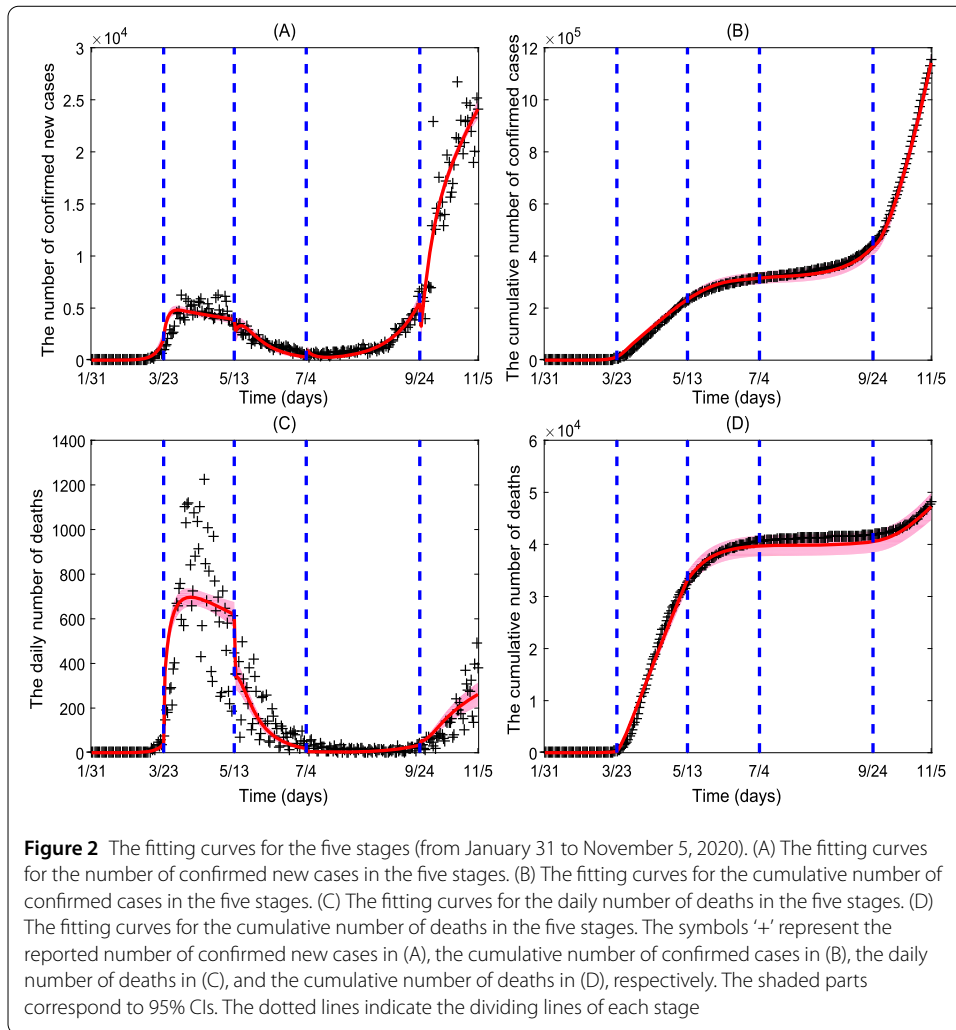 (A)
×10⁴
3
2.5
2
1.5
1
0.5
0
The number of confirmed new cases
1/31 3/23 5/13 7/4 9/24 11/5
Time (days)
(B)
×10⁵
12
10
8
6
4
2
0
The cumulative number of confirmed cases
1/31 3/23 5/13 7/4 9/24 11/5
Time (days)
(C)
1400
1200
1000
800
600
400
200
0
The daily number of deaths
1/31 3/23 5/13 7/4 9/24 11/5
Time (days)
(D)
×10⁴
6
5
4
3
2
1
0
The cumulative number of deaths
1/31 3/23 5/13 7/4 9/24 11/5
Time (days)
Figure 2 The fitting curves for the five stages (from January 31 to November 5, 2020). (A) The fitting curves
for the number of confirmed new cases in the five stages. (B) The fitting curves for the cumulative number of
confirmed cases in the five stages. (C) The fitting curves for the daily number of deaths in the five stages. (D)
The fitting curves for the cumulative number of deaths in the five stages. The symbols ‘+’ represent the
reported number of confirmed new cases in (A), the cumulative number of confirmed cases in (B), the daily
number of deaths in (C), and the cumulative number of deaths in (D), respectively. The shaded parts
correspond to 95% CIs. The dotted lines indicate the dividing lines of each stage